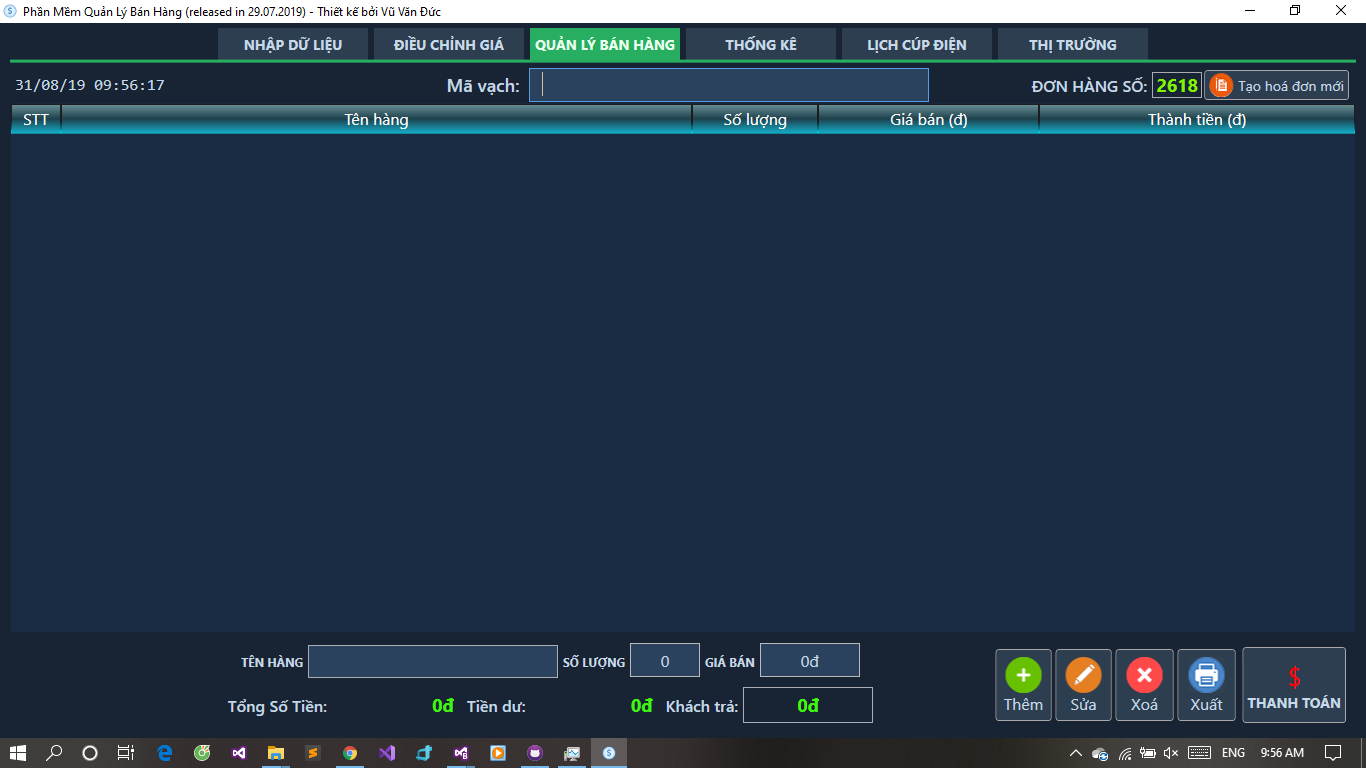 Phần Mềm Quản Lý Bán Hàng (released in 29.07.2019) - Thiết kế bởi Vũ Văn Đức
NHẬP DỮ LIỆU ĐIỀU CHỈNH GIÁ QUẢN LÝ BÁN HÀNG THỐNG KÊ LỊCH CÚP ĐIỆN THỊ TRƯỜNG
31/08/19 09:56:17 Mã vạch: ĐƠN HÀNG SỐ: 2618 Tạo hoá đơn mới
STT Tên hàng Số lượng Giá bán (đ) Thành tiền (đ)
TÊN HÀNG SỐ LƯỢNG 0 GIÁ BÁN 0đ
Tổng Số Tiền: 0đ Tiền dư: 0đ Khách trả: 0đ
Thêm Sửa Xoá Xuất $ THANH TOÁN
ENG 9:56 AM